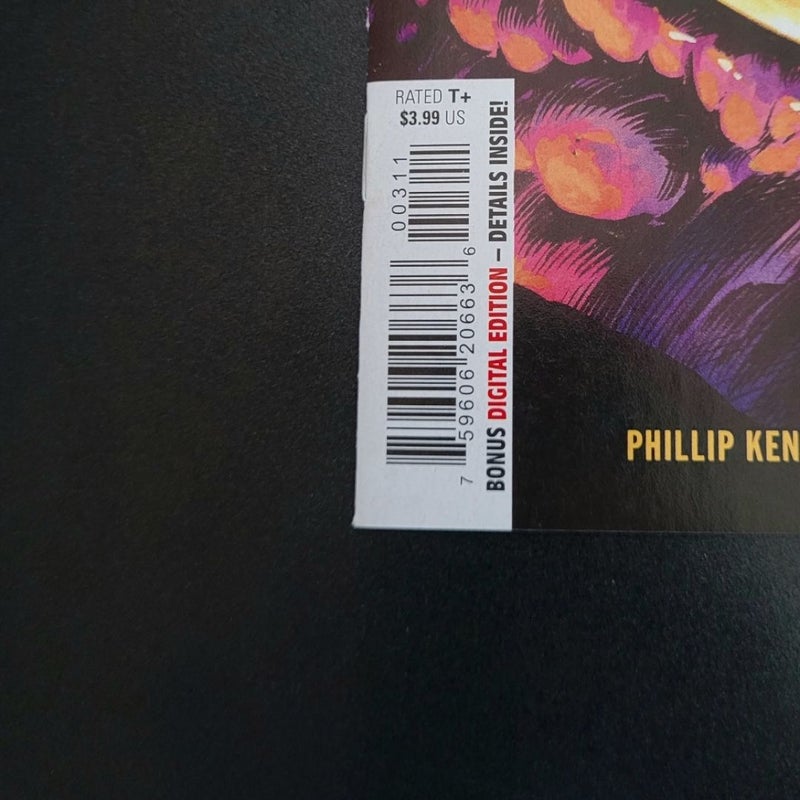 RATED T+
$3.99 US
00311
7 59606 20663 6
BONUS DIGITAL EDITION – DETAILS INSIDE!
PHILLIP KEN